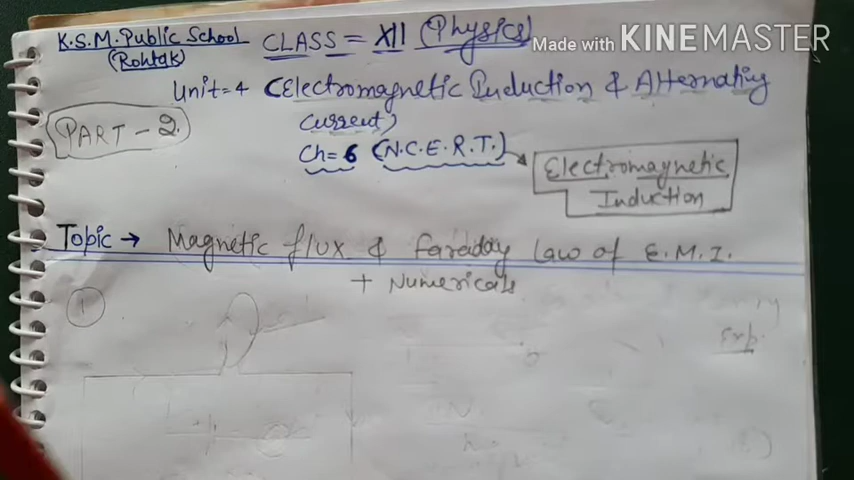 K.S.M. Public School
(Rohtak)
CLASS = XII (Physics)
Made with KINEMASTER
Unit = 4 (Electromagnetic Induction & Alternating
Current)
PART - 2.
Ch = 6 (N.C.E.R.T.) →
Electromagnetic
Induction
Topic → Magnetic flux & Faraday Law of E.M.I.
+ Numericals
1